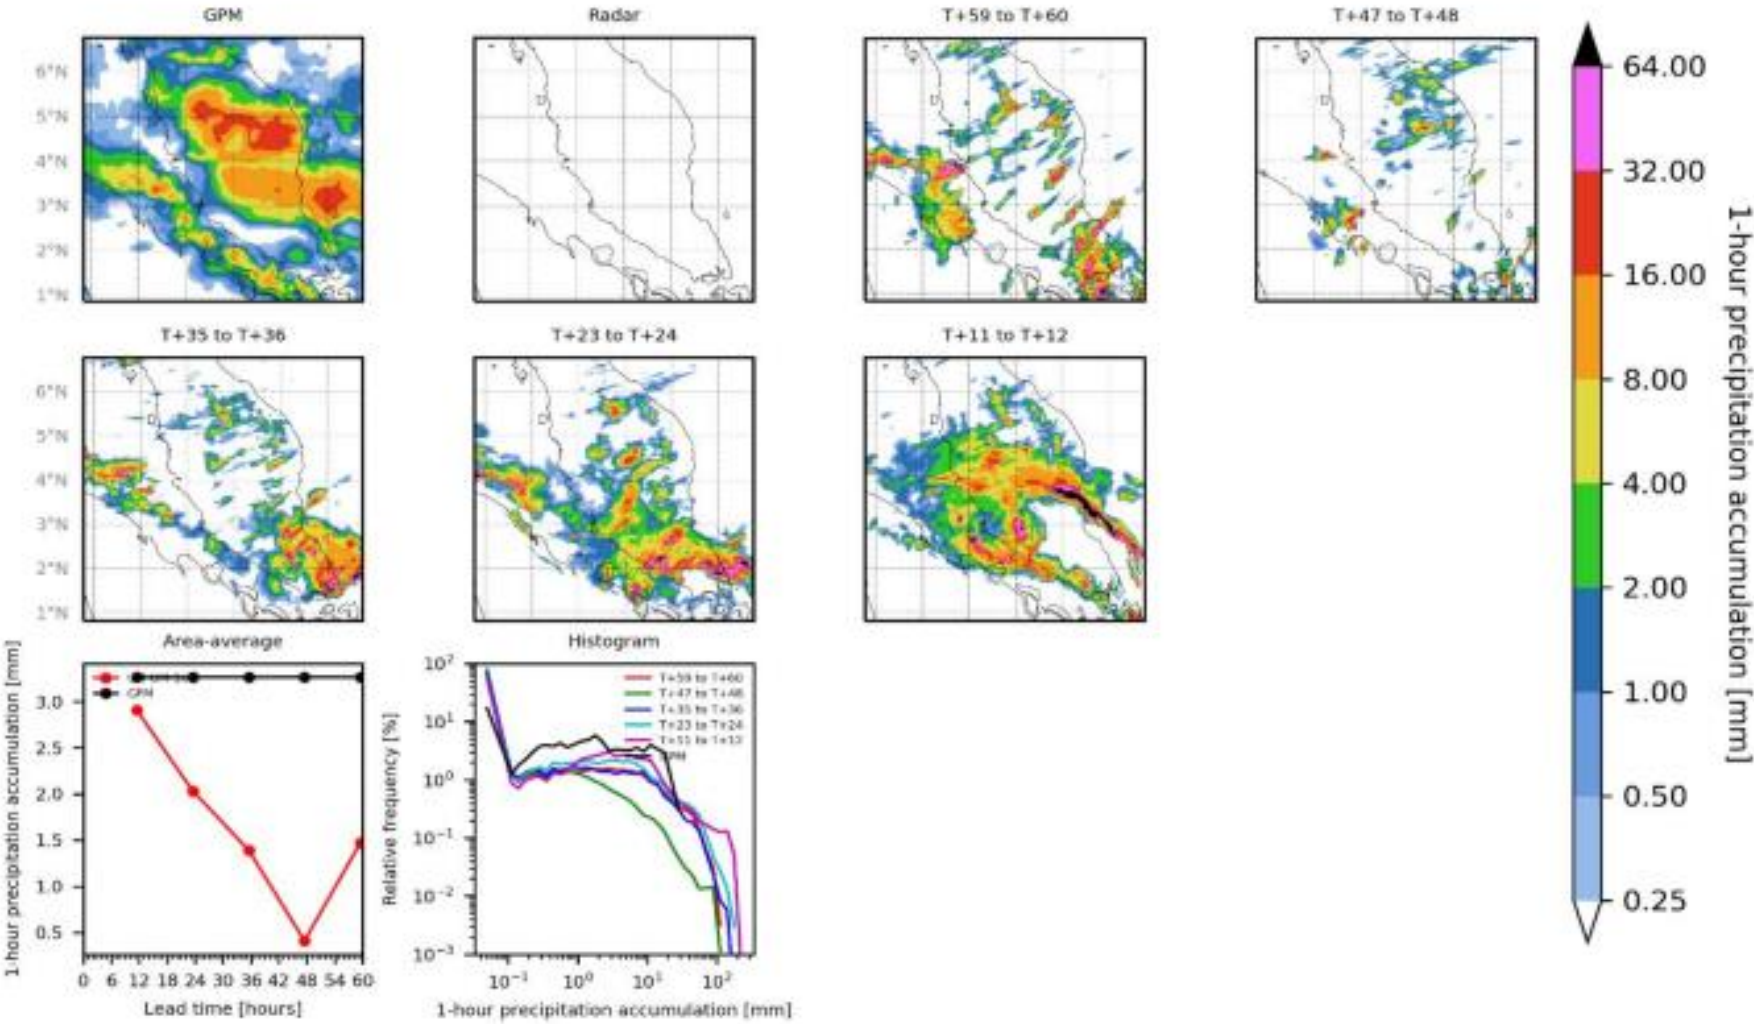 GPM
Radar
T+59 to T+60
T+47 to T+48
6°N
5°N
4°N
3°N
2°N
1°N
T+35 to T+36
T+23 to T+24
T+11 to T+12
6°N
5°N
4°N
3°N
2°N
1°N
64.00
32.00
16.00
8.00
4.00
2.00
1.00
0.50
0.25
1-hour precipitation accumulation [mm]
Area-average
1-hour precipitation accumulation [mm]
3.0
2.5
2.0
1.5
1.0
0.5
GPM
0 6 12 18 24 30 36 42 48 54 60
Lead time [hours]
Histogram
Relative frequency [%]
10²
10¹
10⁰
10⁻¹
10⁻²
10⁻³
T+59 to T+60
T+47 to T+48
T+35 to T+36
T+23 to T+24
T+11 to T+12
GPM
10⁻¹ 10⁰ 10¹ 10²
1-hour precipitation accumulation [mm]